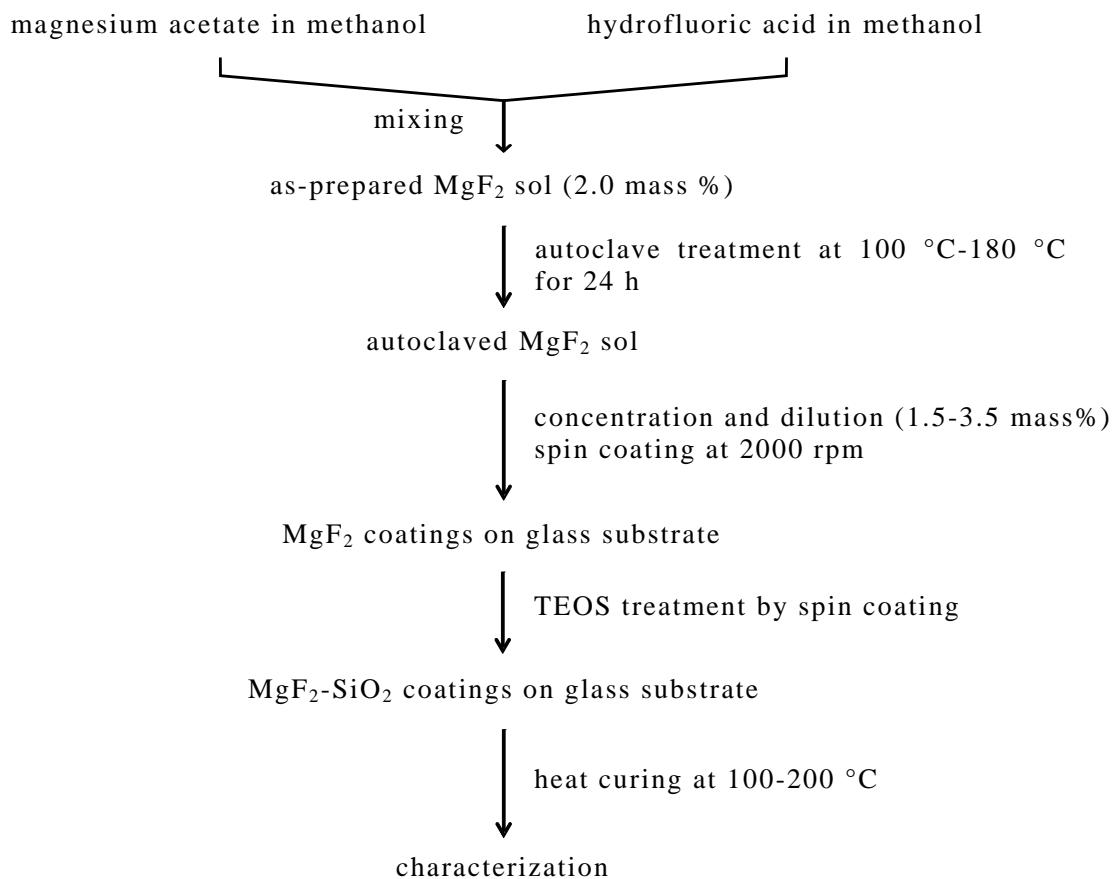 magnesium acetate in methanol
hydrofluoric acid in methanol
mixing
as-prepared MgF₂ sol (2.0 mass %)
autoclave treatment at 100 °C-180 °C
for 24 h
autoclaved MgF₂ sol
concentration and dilution (1.5-3.5 mass%)
spin coating at 2000 rpm
MgF₂ coatings on glass substrate
TEOS treatment by spin coating
MgF₂-SiO₂ coatings on glass substrate
heat curing at 100-200 °C
characterization